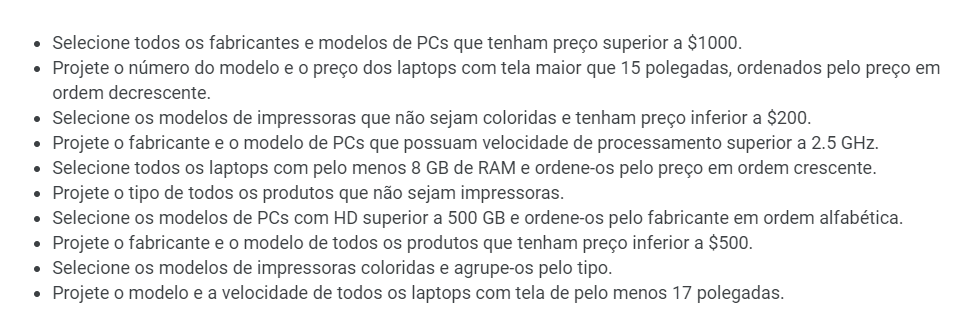 • Selecione todos os fabricantes e modelos de PCs que tenham preço superior a $1000.
• Projete o número do modelo e o preço dos laptops com tela maior que 15 polegadas, ordenados pelo preço em
ordem decrescente.
• Selecione os modelos de impressoras que não sejam coloridas e tenham preço inferior a $200.
• Projete o fabricante e o modelo de PCs que possuam velocidade de processamento superior a 2.5 GHz.
• Selecione todos os laptops com pelo menos 8 GB de RAM e ordene-os pelo preço em ordem crescente.
• Projete o tipo de todos os produtos que não sejam impressoras.
• Selecione os modelos de PCs com HD superior a 500 GB e ordene-os pelo fabricante em ordem alfabética.
• Projete o fabricante e o modelo de todos os produtos que tenham preço inferior a $500.
• Selecione os modelos de impressoras coloridas e agrupe-os pelo tipo.
• Projete o modelo e a velocidade de todos os laptops com tela de pelo menos 17 polegadas.